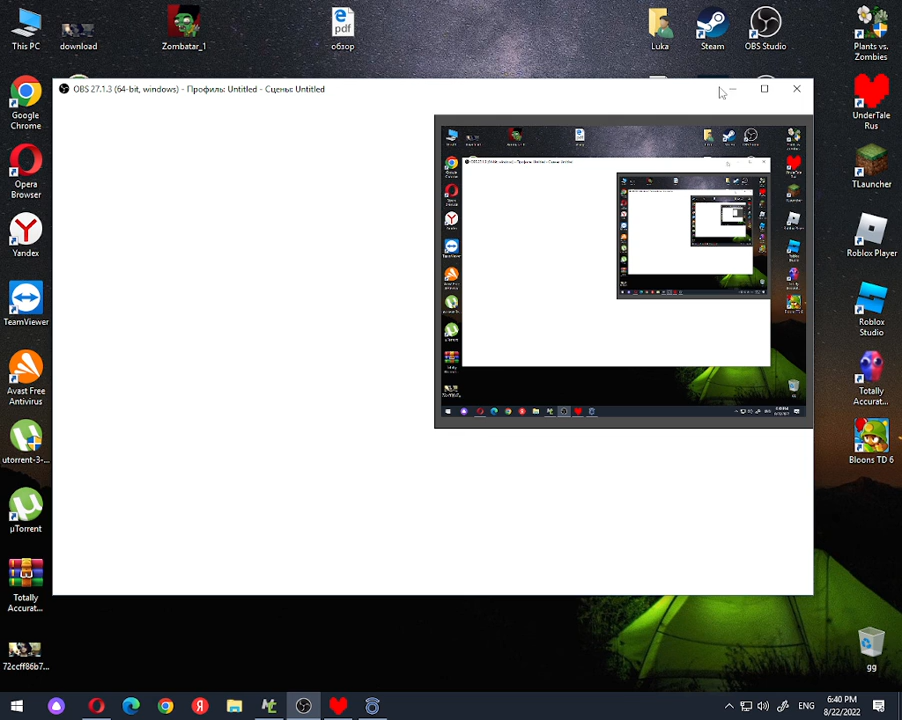 This PC
download
Zombatar_1
обзор
Luka
Steam
OBS Studio
Plants vs.
Zombies
OBS 27.1.3 (64-bit, windows) - Профиль: Untitled - Сцены: Untitled
Google
Chrome
UnderTale
Rus
Opera
Browser
TLauncher
Yandex
Roblox Player
TeamViewer
Roblox
Studio
Avast Free
Antivirus
Totally
Accurat...
utorrent-3-...
Bloons TD 6
µTorrent
Totally
Accurat...
72ccff86b7...
gg
ENG
6:40 PM
8/22/2022